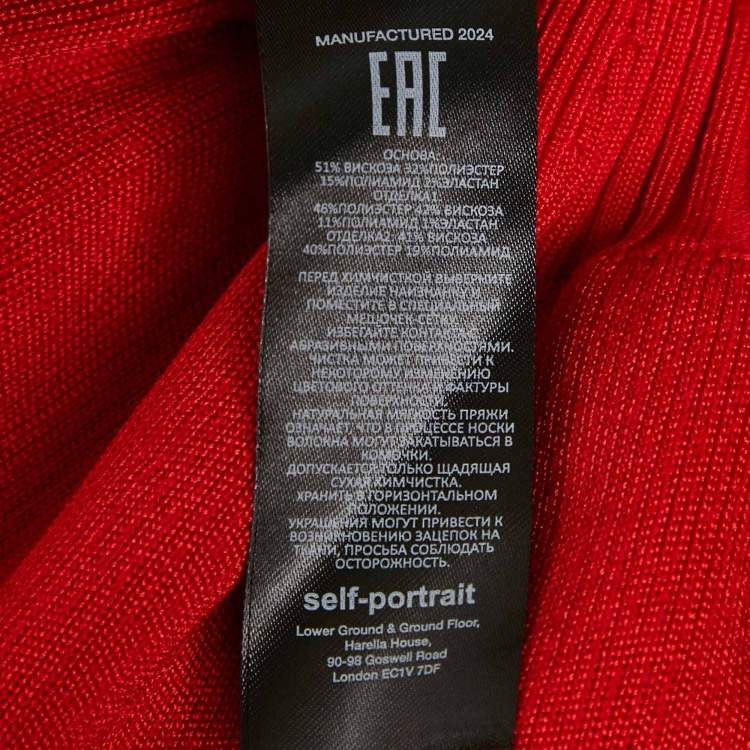 MANUFACTURED 2024
EAC
ОСНОВА:
51% ВИСКОЗА 32%ПОЛИЭСТЕР
15%ПОЛИАМИД 2%ЭЛАСТАН
ОТДЕЛКА1
46%ПОЛИЭСТЕР 42% ВИСКОЗА
11%ПОЛИАМИД 1%ЭЛАСТАН
ОТДЕЛКА2: 41% ВИСКОЗА
40%ПОЛИЭСТЕР 19%ПОЛИАМИД
ПЕРЕД ХИМЧИСТКОЙ ВЫВЕРНИТЕ
ИЗДЕЛИЕ НАИЗНАНКУ И
ПОМЕСТИТЕ В СПЕЦИАЛЬНЫЙ
МЕШОЧЕК-СЕТКУ.
ИЗБЕГАЙТЕ КОНТАКТА С
АБРАЗИВНЫМИ ПОВЕРХНОСТЯМИ.
ЧИСТКА МОЖЕТ ПРИВЕСТИ К
НЕКОТОРОМУ ИЗМЕНЕНИЮ
ЦВЕТОВОГО ОТТЕНКА И ФАКТУРЫ
ПОВЕРХНОСТИ.
НАТУРАЛЬНАЯ МЯГКОСТЬ ПРЯЖИ
ОЗНАЧАЕТ, ЧТО В ПРОЦЕССЕ НОСКИ
ВОЛОКНА МОГУТ ЗАКАТЫВАТЬСЯ В
КОМОЧКИ.
ДОПУСКАЕТСЯ ТОЛЬКО ЩАДЯЩАЯ
СУХАЯ ХИМЧИСТКА.
ХРАНИТЬ В ГОРИЗОНТАЛЬНОМ
ПОЛОЖЕНИИ.
УКРАШЕНИЯ МОГУТ ПРИВЕСТИ К
ВОЗНИКНОВЕНИЮ ЗАЦЕПОК НА
ТКАНИ, ПРОСЬБА СОБЛЮДАТЬ
ОСТОРОЖНОСТЬ.
self-portrait
Lower Ground & Ground Floor,
Harella House,
90-98 Goswell Road
London EC1V 7DF